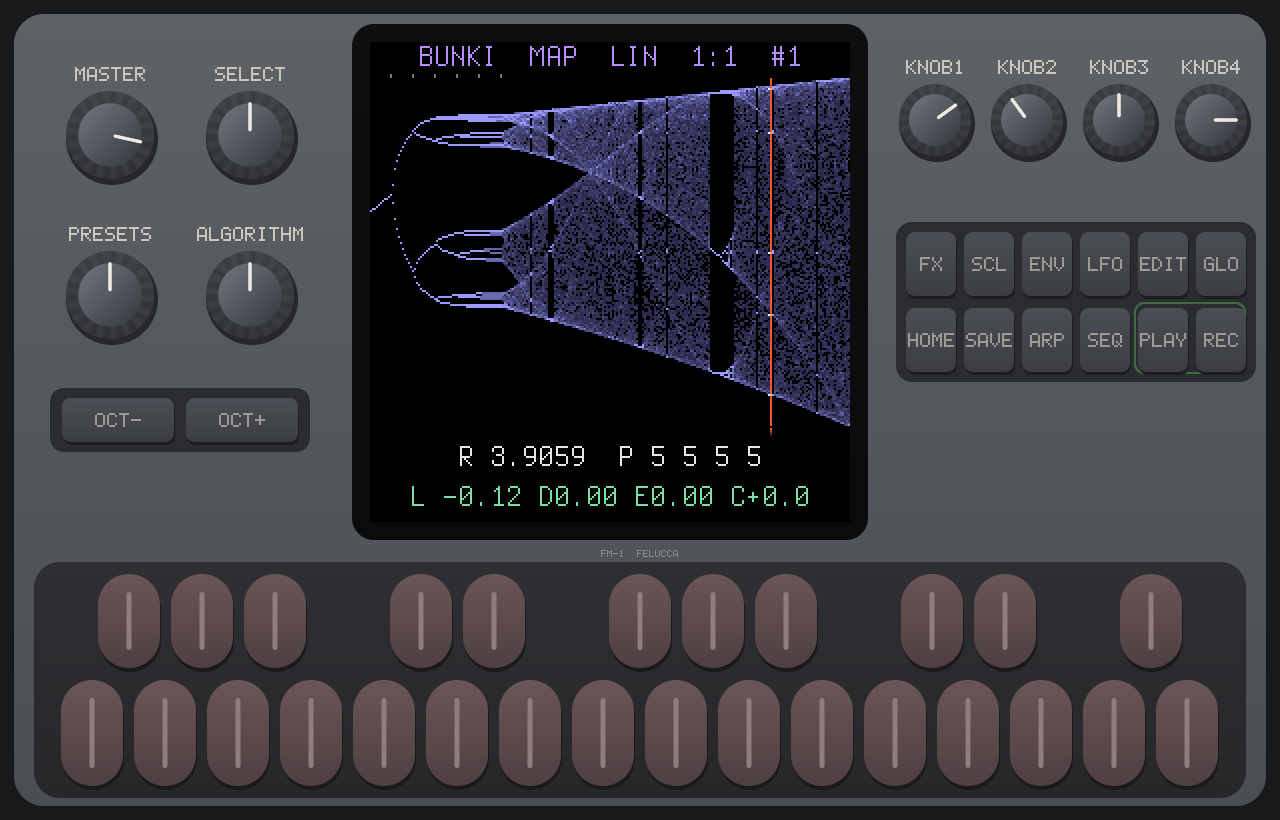 BUNKI MAP LIN 1:1 #1
MASTER SELECT
KNOB1 KNOB2 KNOB3 KNOB4
PRESETS ALGORITHM
FX SCL ENV LFO EDIT GLO
HOME SAVE ARP SEQ PLAY REC
OCT- OCT+
R 3.9059 P 5 5 5 5
L -0.12 D0.00 E0.00 C+0.0
FM-1 FELUCCA